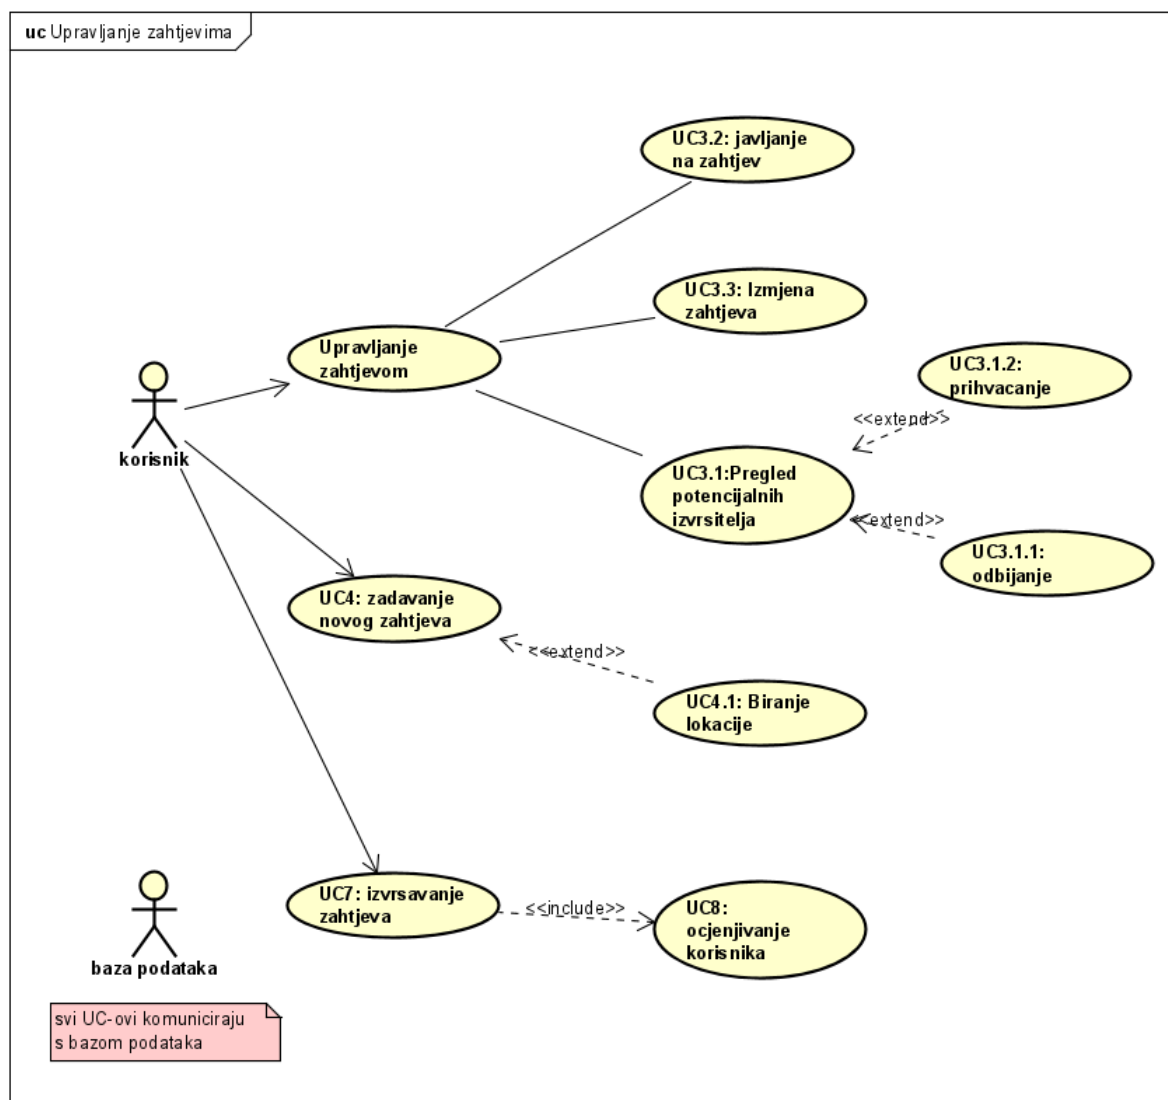 uc Upravljanje zahtjevima
UC3.2: javljanje
na zahtjev
UC3.3: Izmjena
zahtjeva
Upravljanje
zahtjevom
UC3.1.2:
prihvacanje
<<extend>>
korisnik
UC3.1:Pregled
potencijalnih
izvrsitelja
<<extend>>
UC3.1.1:
odbijanje
UC4: zadavanje
novog zahtjeva
<<extend>>
UC4.1: Biranje
lokacije
UC7: izvrsavanje
zahtjeva
<<include>>
UC8:
ocjenjivanje
korisnika
baza podataka
svi UC-ovi komuniciraju
s bazom podataka